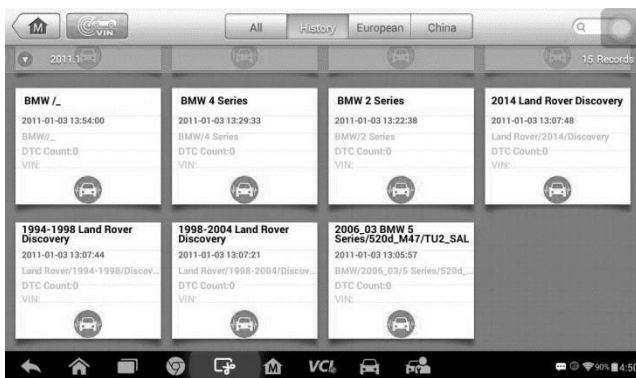 VIN
All
History
European
China
2011.1
15 Records
BMW /_
2011-01-03 13:54:00
BMW//_
DTC Count:0
VIN:
BMW 4 Series
2011-01-03 13:29:33
BMW/4 Series
DTC Count:0
VIN:
BMW 2 Series
2011-01-03 13:22:38
BMW/2 Series
DTC Count:0
VIN:
2014 Land Rover Discovery
2011-01-03 13:07:48
Land Rover/2014/Discovery
DTC Count:0
VIN:
1994-1998 Land Rover
Discovery
2011-01-03 13:07:44
Land Rover/1994-1998/Discov...
DTC Count:0
VIN:
1998-2004 Land Rover
Discovery
2011-01-03 13:07:21
Land Rover/1998-2004/Discov...
DTC Count:0
VIN:
2006_03 BMW 5
Series/520d_M47/TU2_SAL
2011-01-03 13:05:57
BMW/2006_03/5 Series/520d_...
DTC Count:0
VIN:
M
VCI
90%
4:50